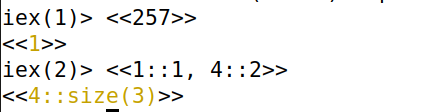 iex(1)> <<257>>
<<1>>
iex(2)> <<1::1, 4::2>>
<<4::size(3)>>